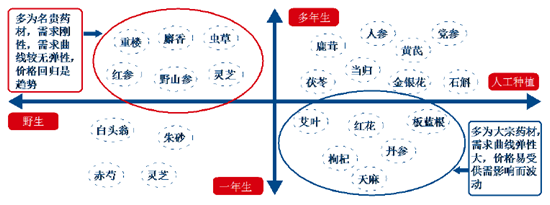 多为名贵药
材，需求刚
性，需求曲
线较无弹性，
价格回归是
趋势
重楼 麝香 虫草
红参 野山参 灵芝
多年生
鹿茸 人参 党参
黄芪
茯苓 当归 金银花 石斛
人工种植
野生
白头翁 朱砂
赤芍 灵芝
一年生
艾叶 红花 板蓝根
枸杞 丹参
天麻
多为大宗药材，
需求曲线弹性
大，价格易受
供需影响而波
动